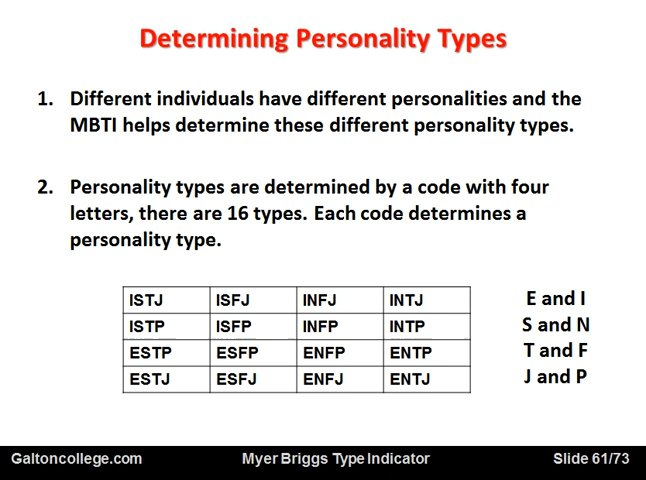 Determining Personality Types
1. Different individuals have different personalities and the
MBTI helps determine these different personality types.
2. Personality types are determined by a code with four
letters, there are 16 types. Each code determines a
personality type.
ISTJ ISFJ INFJ INTJ
ISTP ISFP INFP INTP
ESTP ESFP ENFP ENTP
ESTJ ESFJ ENFJ ENTJ
E and I
S and N
T and F
J and P
Galtoncollege.com Myer Briggs Type Indicator Slide 61/73